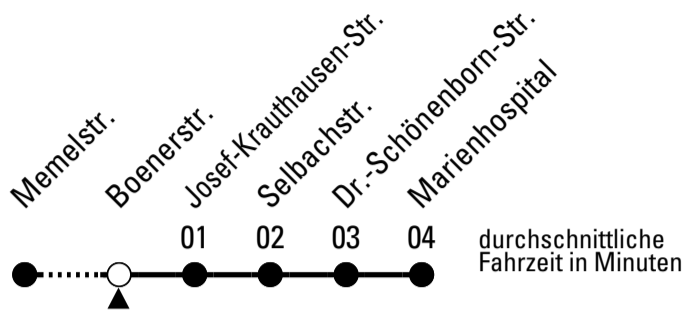 Memelstr.
Boenerstr.
Josef-Krauthausen-Str.
Selbachstr.
Dr.-Schönenborn-Str.
Marienhospital
01 02 03 04
durchschnittliche
Fahrzeit in Minuten